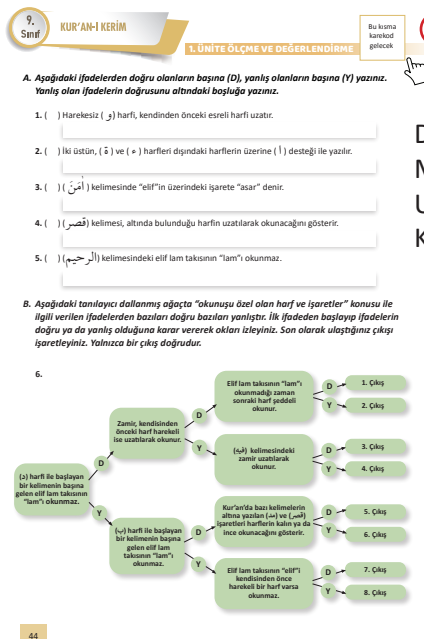 9.
Sınıf
KUR'AN-I KERİM
1. ÜNİTE ÖLÇME VE DEĞERLENDİRME
Bu kısma
karekod
gelecek
A. Aşağıdaki ifadelerden doğru olanların başına (D), yanlış olanların başına (Y) yazınız.
Yanlış olan ifadelerin doğrusunu altındaki boşluğa yazınız.
1. ( ) Harekesiz ( و ) harfi, kendinden önceki esreli harfi uzatır.
2. ( ) İki üstün, ( ة ) ve ( ء ) harfleri dışındaki harflerin üzerine ( ا ) desteği ile yazılır.
3. ( ) ( اٰمَنَ ) kelimesinde "elif"in üzerindeki işarete "asar" denir.
4. ( ) (قصر) kelimesi, altında bulunduğu harfin uzatılarak okunacağını gösterir.
5. ( ) (الرحيم) kelimesindeki elif lam takısının "lam"ı okunmaz.
B. Aşağıdaki tanılayıcı dallanmış ağaçta "okunuşu özel olan harf ve işaretler" konusu ile
ilgili verilen ifadelerden bazıları doğru bazıları yanlıştır. İlk ifadeden başlayıp ifadelerin
doğru ya da yanlış olduğuna karar vererek okları izleyiniz. Son olarak ulaştığınız çıkışı
işaretleyiniz. Yalnızca bir çıkış doğrudur.
6.
(د) harfi ile başlayan
bir kelimenin başına
gelen elif lam takısının
"lam"ı okunmaz.
D
Y
Zamir, kendisinden
önceki harf harekeli
ise uzatılarak okunur.
D
Y
(ب) harfi ile başlayan
bir kelimenin başına
gelen elif lam
takısının "lam"ı
okunmaz.
D
Y
Elif lam takısının "lam"ı
okunmadığı zaman
sonraki harf şeddeli
okunur.
D
1. Çıkış
Y
2. Çıkış
(فيه) kelimesindeki
zamir uzatılarak
okunur.
D
3. Çıkış
Y
4. Çıkış
Kur'an'da bazı kelimelerin
altına yazılan (مد) ve (قصر)
işaretleri harflerin kalın ya da
ince okunacağını gösterir.
D
5. Çıkış
Y
6. Çıkış
Elif lam takısının "elif"i
kendisinden önce
harekeli bir harf varsa
okunmaz.
D
7. Çıkış
Y
8. Çıkış
44